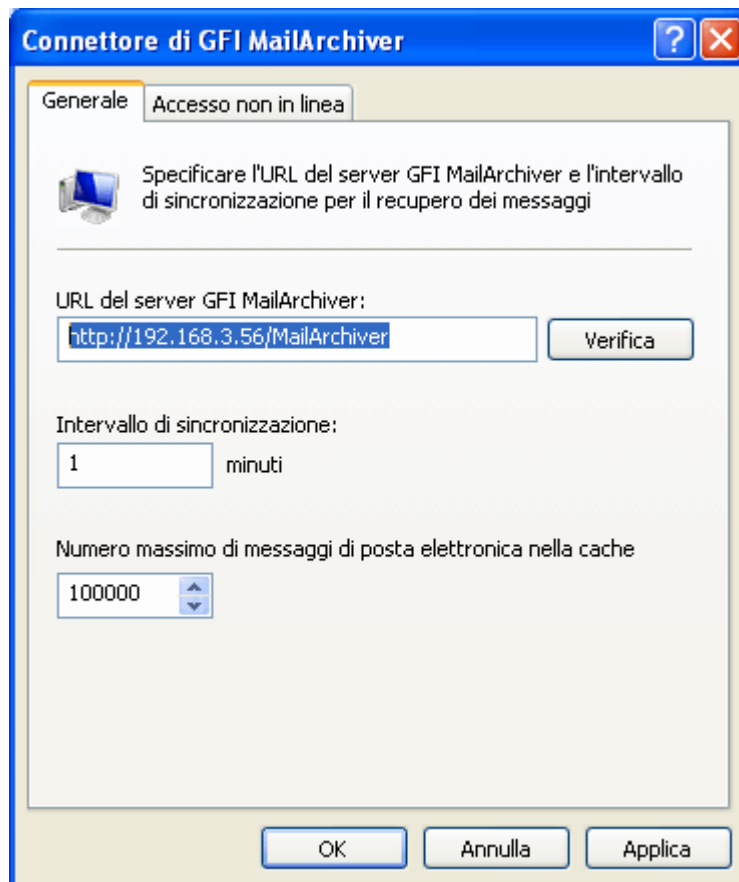 Connettore di GFI MailArchiver
Generale
Accesso non in linea
Specificare l'URL del server GFI MailArchiver e l'intervallo
di sincronizzazione per il recupero dei messaggi
URL del server GFI MailArchiver:
http://192.168.3.56/MailArchiver
Verifica
Intervallo di sincronizzazione:
1 minuti
Numero massimo di messaggi di posta elettronica nella cache
100000
OK
Annulla
Applica